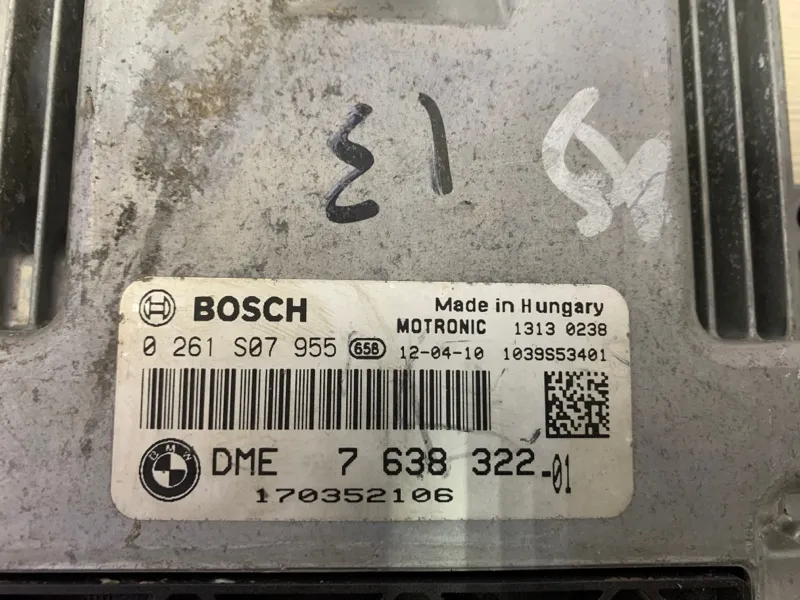 BOSCH
Made in Hungary
MOTRONIC 1313 0238
0 261 S07 955 658 12-04-10 1039S53401
BMW
DME 7 638 322-01
170352106